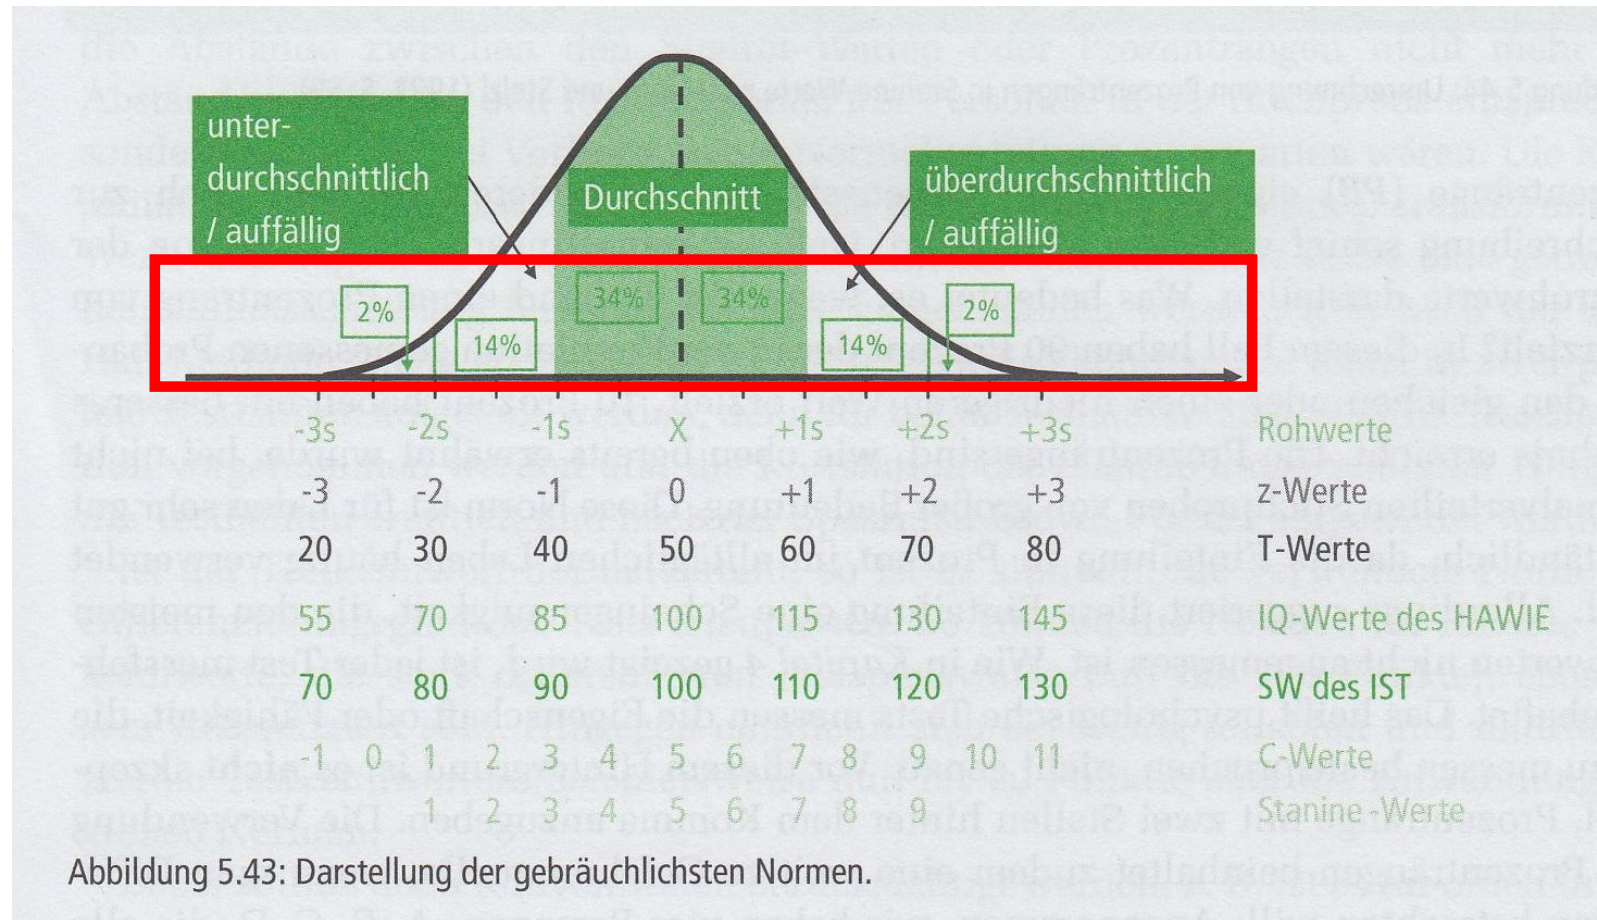 unter-
durchschnittlich
/ auffällig
Durchschnitt
überdurchschnittlich
/ auffällig
2% 34% 34% 2%
14% 14%
-3s -2s -1s X +1s +2s +3s Rohwerte
-3 -2 -1 0 +1 +2 +3 z-Werte
20 30 40 50 60 70 80 T-Werte
55 70 85 100 115 130 145 IQ-Werte des HAWIE
70 80 90 100 110 120 130 SW des IST
-1 0 1 2 3 4 5 6 7 8 9 10 11 C-Werte
1 2 3 4 5 6 7 8 9 Stanine -Werte
Abbildung 5.43: Darstellung der gebräuchlichsten Normen.